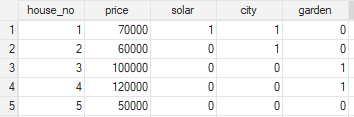 house_no price solar city garden
1 1 70000 1 1 0
2 2 60000 0 1 0
3 3 100000 0 0 1
4 4 120000 0 0 1
5 5 50000 0 0 0